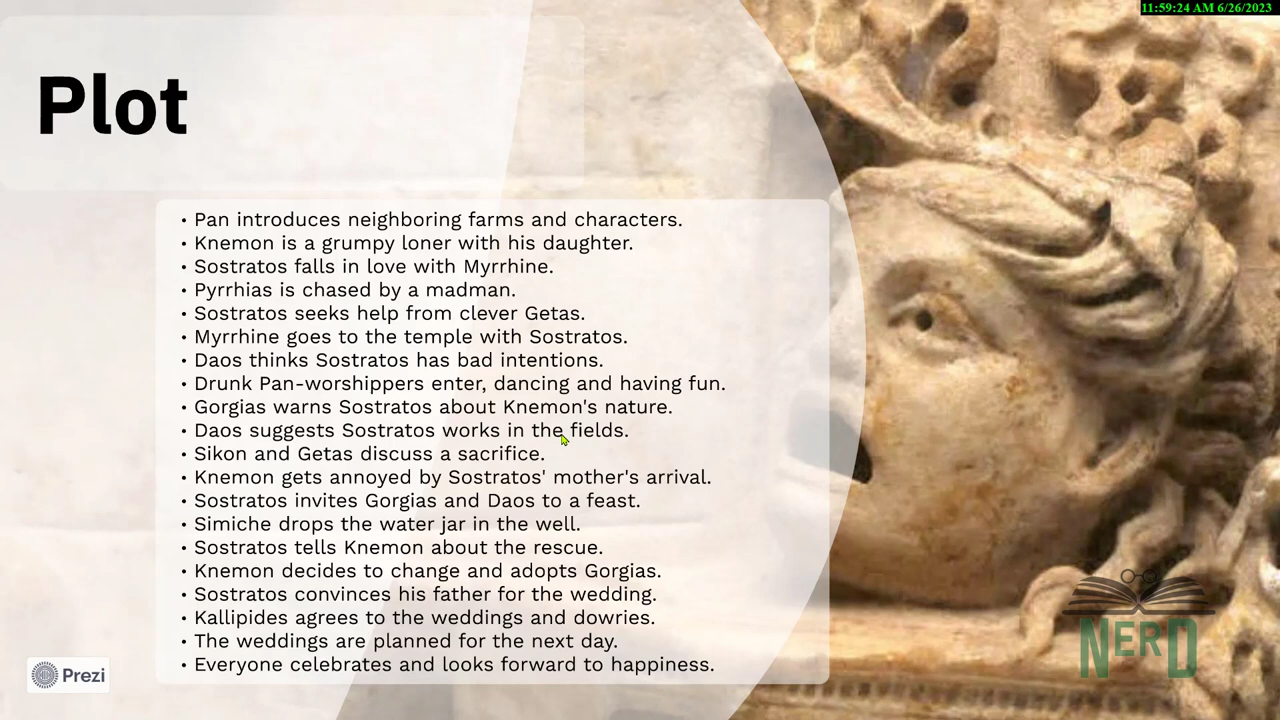 11:59:24 AM 6/26/2023
Plot
• Pan introduces neighboring farms and characters.
• Knemon is a grumpy loner with his daughter.
• Sostratos falls in love with Myrrhine.
• Pyrrhias is chased by a madman.
• Sostratos seeks help from clever Getas.
• Myrrhine goes to the temple with Sostratos.
• Daos thinks Sostratos has bad intentions.
• Drunk Pan-worshippers enter, dancing and having fun.
• Gorgias warns Sostratos about Knemon's nature.
• Daos suggests Sostratos works in the fields.
• Sikon and Getas discuss a sacrifice.
• Knemon gets annoyed by Sostratos' mother's arrival.
• Sostratos invites Gorgias and Daos to a feast.
• Simiche drops the water jar in the well.
• Sostratos tells Knemon about the rescue.
• Knemon decides to change and adopts Gorgias.
• Sostratos convinces his father for the wedding.
• Kallipides agrees to the weddings and dowries.
• The weddings are planned for the next day.
• Everyone celebrates and looks forward to happiness.
Prezi
NERD